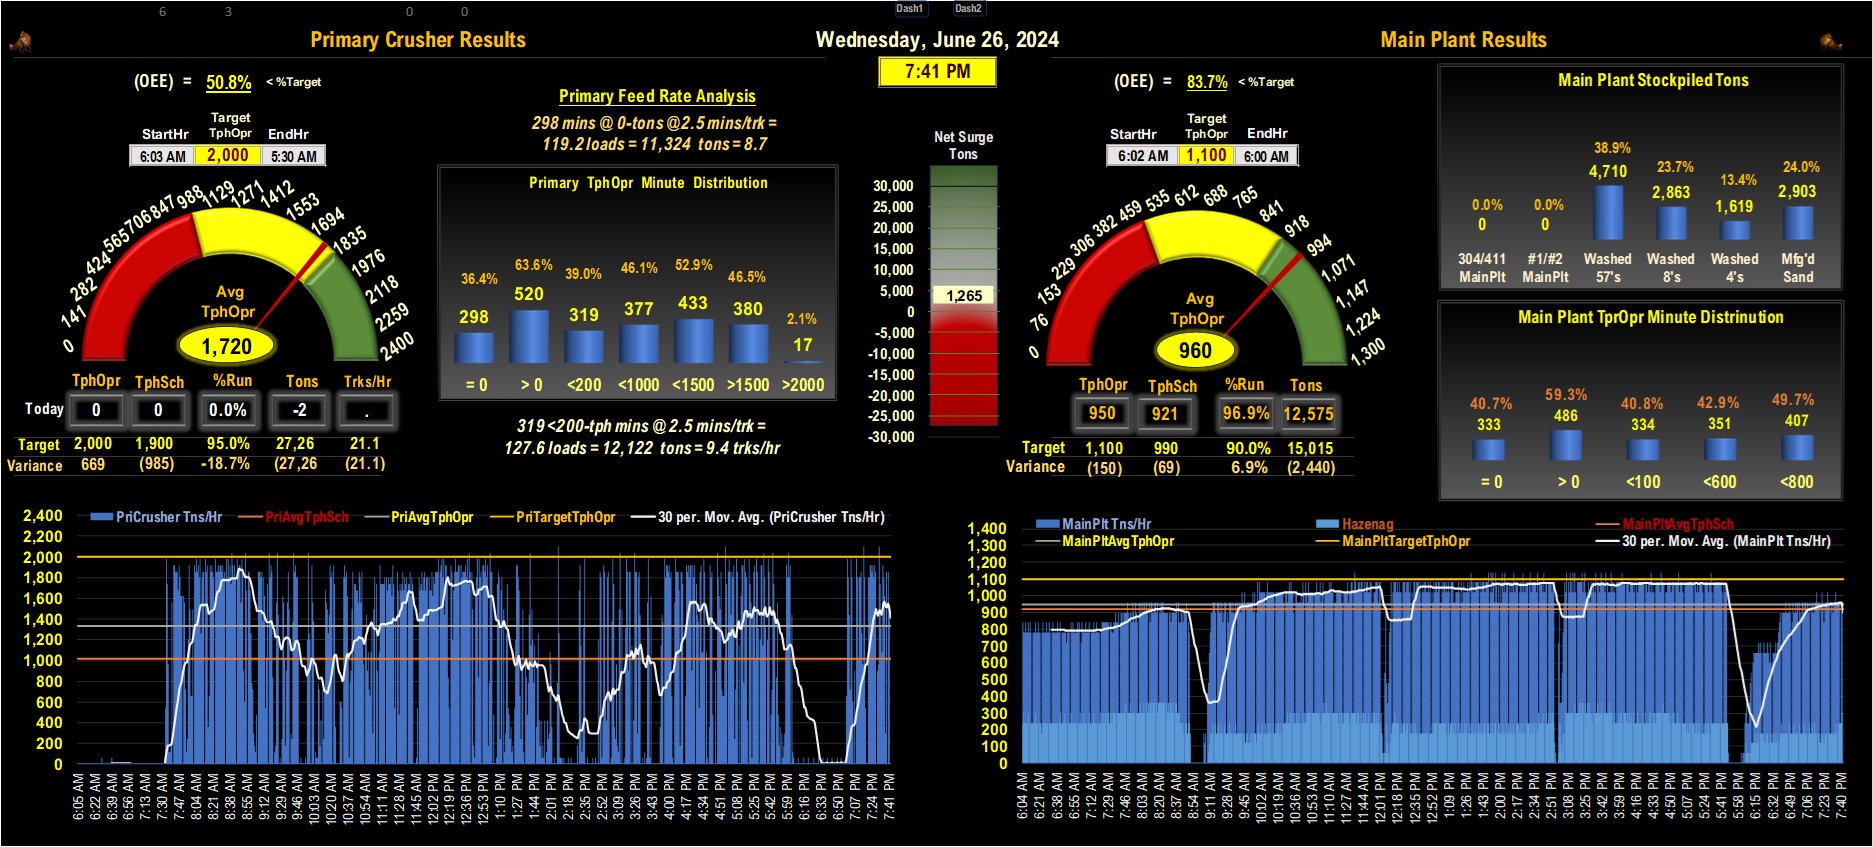 6 3 0 0 Dash1 Dash2
Primary Crusher Results
Wednesday, June 26, 2024
Main Plant Results
7:41 PM
(OEE) = 50.8% < %Target
StartHr Target TphOpr EndHr
6:03 AM 2,000 5:30 AM
0 141 282 424 565 706 847 988 1129 1271 1412 1553 1694 1835 1976 2118 2259 2400
Avg
TphOpr
1,720
TphOpr TphSch %Run Tons Trks/Hr
Today 0 0 0.0% -2 .
Target 2,000 1,900 95.0% 27,26 21.1
Variance 669 (985) -18.7% (27,26 (21.1)
Primary Feed Rate Analysis
298 mins @ 0-tons @2.5 mins/trk =
119.2 loads = 11,324 tons = 8.7
Primary TphOpr Minute Distribution
36.4% 63.6% 39.0% 46.1% 52.9% 46.5% 2.1%
298 520 319 377 433 380 17
= 0 > 0 <200 <1000 <1500 >1500 >2000
319 <200-tph mins @ 2.5 mins/trk =
127.6 loads = 12,122 tons = 9.4 trks/hr
Net Surge
Tons
30,000
25,000
20,000
15,000
10,000
5,000
1,265
0
-5,000
-10,000
-15,000
-20,000
-25,000
-30,000
(OEE) = 83.7% < %Target
StartHr Target TphOpr EndHr
6:02 AM 1,100 6:00 AM
0 76 153 229 306 382 459 535 612 688 765 841 918 994 1,071 1,147 1,224 1,300
Avg
TphOpr
960
TphOpr TphSch %Run Tons
950 921 96.9% 12,575
Target 1,100 990 90.0% 15,015
Variance (150) (69) 6.9% (2,440)
Main Plant Stockpiled Tons
0.0% 0.0% 38.9% 23.7% 13.4% 24.0%
0 0 4,710 2,863 1,619 2,903
304/411 #1/#2 Washed Washed Washed Mfg'd
MainPlt MainPlt 57's 8's 4's Sand
Main Plant TprOpr Minute Distrinution
40.7% 59.3% 40.8% 42.9% 49.7%
333 486 334 351 407
= 0 > 0 <100 <600 <800
PriCrusher Tns/Hr PriAvgTphSch PriAvgTphOpr PriTargetTphOpr 30 per. Mov. Avg. (PriCrusher Tns/Hr)
2,400
2,200
2,000
1,800
1,600
1,400
1,200
1,000
800
600
400
200
0
6:05 AM 6:22 AM 6:39 AM 6:56 AM 7:13 AM 7:30 AM 7:47 AM 8:04 AM 8:21 AM 8:38 AM 8:55 AM 9:12 AM 9:29 AM 9:46 AM 10:03 AM 10:20 AM 10:37 AM 10:54 AM 11:11 AM 11:28 AM 11:45 AM 12:02 PM 12:19 PM 12:36 PM 12:53 PM 1:10 PM 1:27 PM 1:44 PM 2:01 PM 2:18 PM 2:35 PM 2:52 PM 3:09 PM 3:26 PM 3:43 PM 4:00 PM 4:17 PM 4:34 PM 4:51 PM 5:08 PM 5:25 PM 5:42 PM 5:59 PM 6:16 PM 6:33 PM 6:50 PM 7:07 PM 7:24 PM 7:41 PM
MainPlt Tns/Hr Hazenag MainPltAvgTphSch
MainPltAvgTphOpr MainPltTargetTphOpr 30 per. Mov. Avg. (MainPlt Tns/Hr)
1,400
1,300
1,200
1,100
1,000
900
800
700
600
500
400
300
200
100
0
6:04 AM 6:21 AM 6:38 AM 6:55 AM 7:12 AM 7:29 AM 7:46 AM 8:03 AM 8:20 AM 8:37 AM 8:54 AM 9:11 AM 9:28 AM 9:45 AM 10:02 AM 10:19 AM 10:36 AM 10:53 AM 11:10 AM 11:27 AM 11:44 AM 12:01 PM 12:18 PM 12:35 PM 12:52 PM 1:09 PM 1:26 PM 1:43 PM 2:00 PM 2:17 PM 2:34 PM 2:51 PM 3:08 PM 3:25 PM 3:42 PM 3:59 PM 4:16 PM 4:33 PM 4:50 PM 5:07 PM 5:24 PM 5:41 PM 5:58 PM 6:15 PM 6:32 PM 6:49 PM 7:06 PM 7:23 PM 7:40 PM